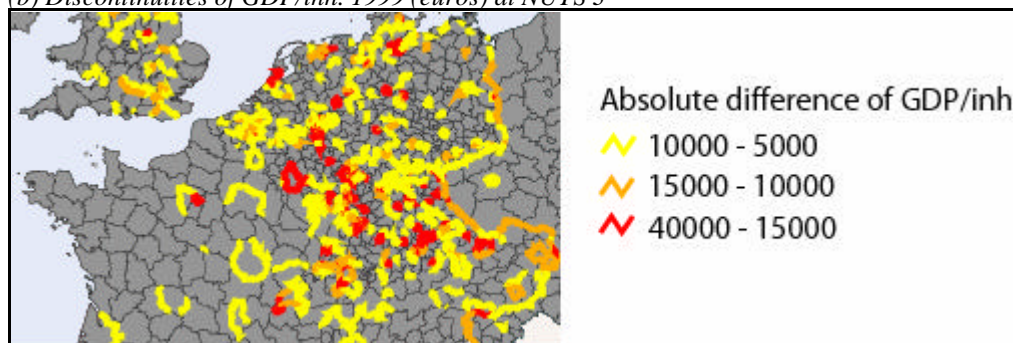 (b) Discontinuities of GDP/inh. 1999 (euros) at NUTS 3
Absolute difference of GDP/inh
10000 - 5000
15000 - 10000
40000 - 15000